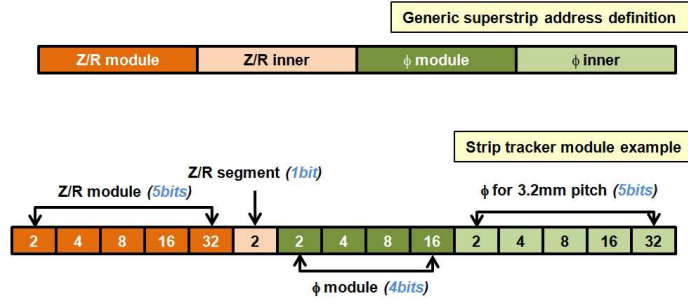 Generic superstrip address definition
Z/R module Z/R inner ϕ module ϕ inner
Strip tracker module example
Z/R segment (1bit)
Z/R module (5bits) ϕ for 3.2mm pitch (5bits)
2 4 8 16 32 2 2 4 8 16 2 4 8 16 32
ϕ module (4bits)